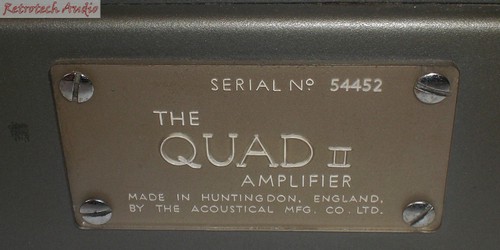 Retrotech Audio
SERIAL Nº 54452
THE
QUAD II
AMPLIFIER
MADE IN HUNTINGDON, ENGLAND,
BY THE ACOUSTICAL MFG. CO. LTD.